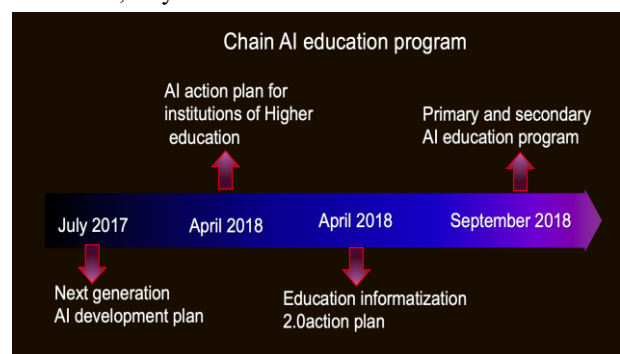 Chain AI education program
AI action plan for
institutions of Higher
education
Primary and secondary
AI education program
July 2017
April 2018
April 2018
September 2018
Next generation
AI development plan
Education informatization
2.0action plan